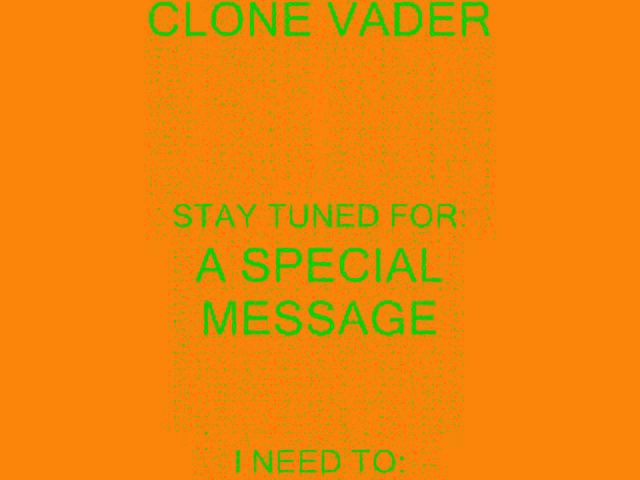 CLONE VADER
STAY TUNED FOR:
A SPECIAL
MESSAGE
I NEED TO: